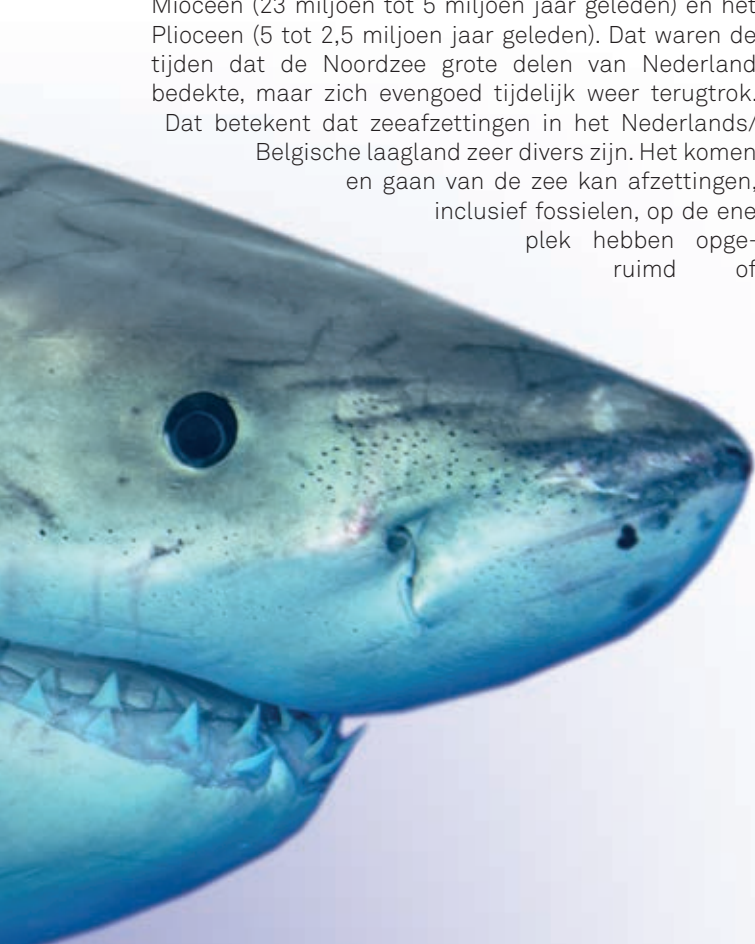 Mioceen (23 miljoen tot 5 miljoen jaar geleden) en het
Plioceen (5 tot 2,5 miljoen jaar geleden). Dat waren de
tijden dat de Noordzee grote delen van Nederland
bedekte, maar zich evengoed tijdelijk weer terugtrok.
Dat betekent dat zeeafzettingen in het Nederlands/
Belgische laagland zeer divers zijn. Het komen
en gaan van de zee kan afzettingen,
inclusief fossielen, op de ene
plek hebben opge-
ruimd of